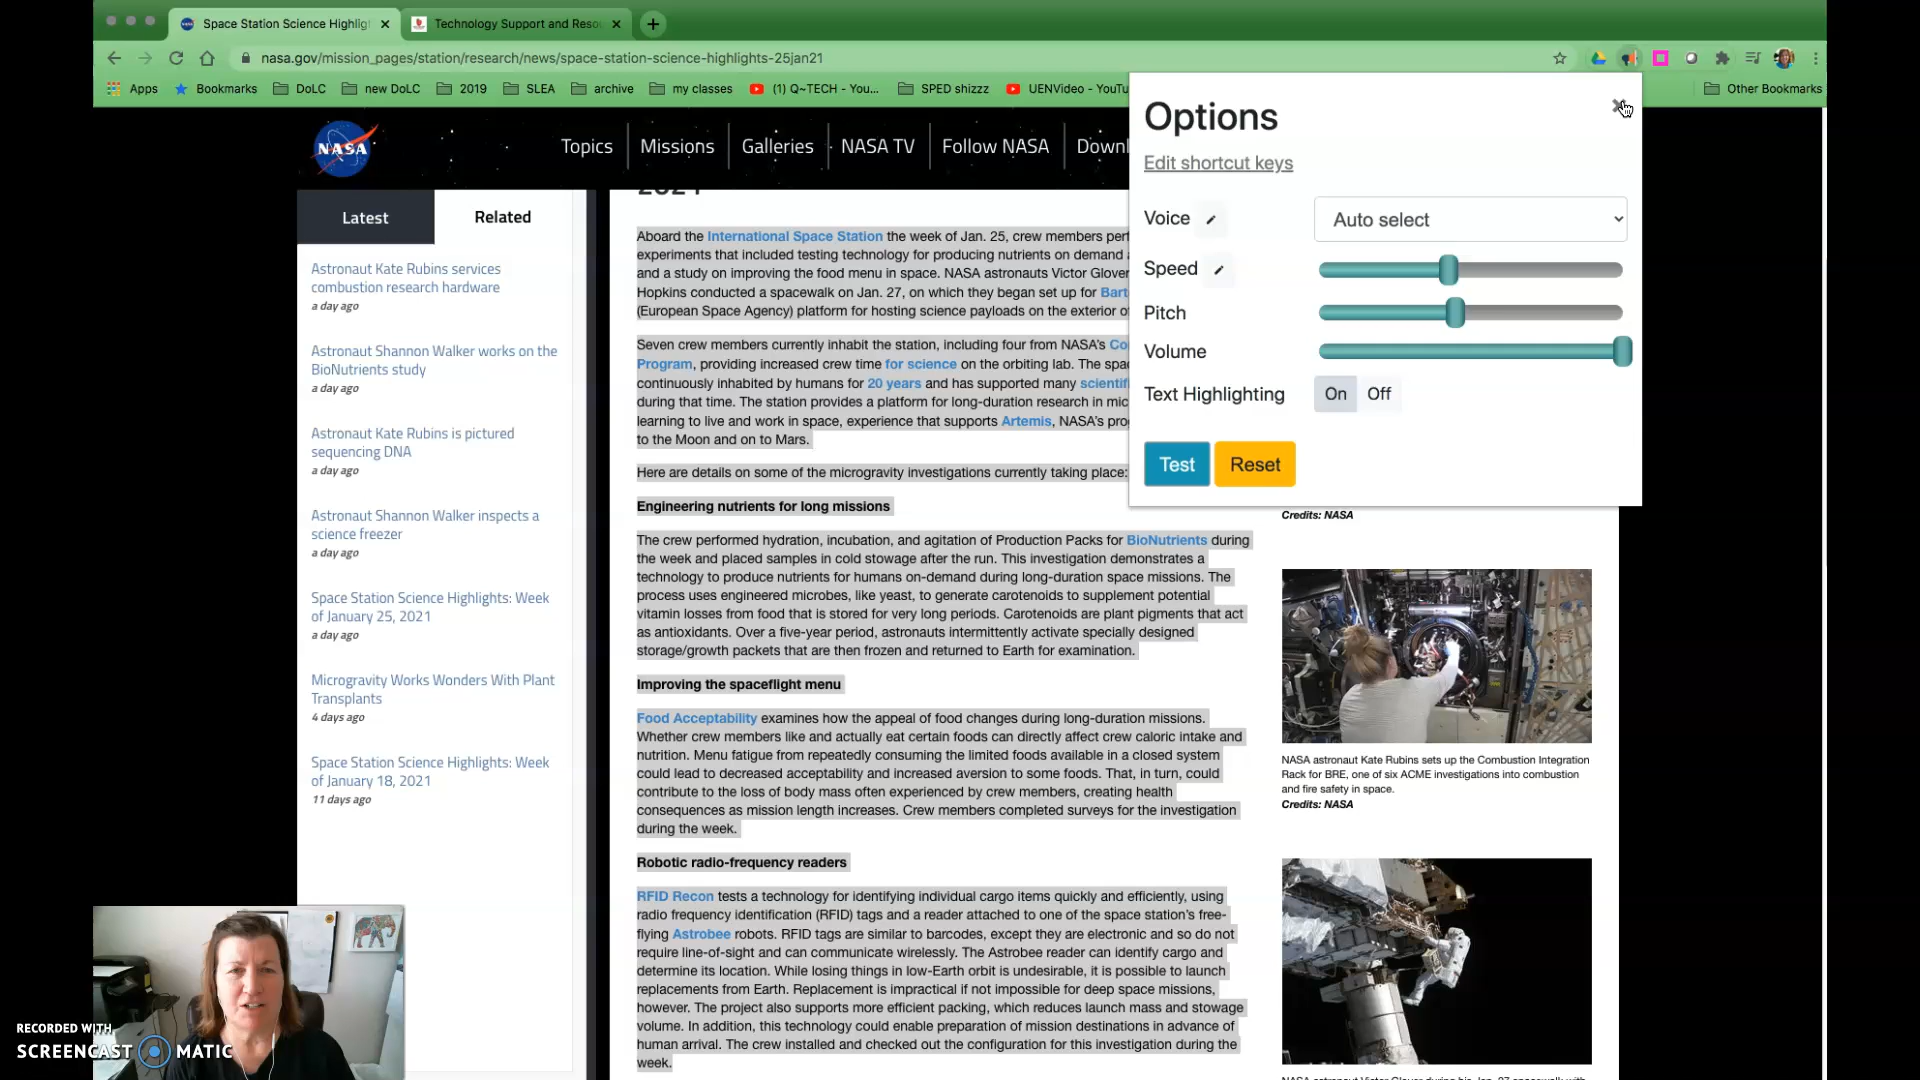 Space Station Science Highlig
Technology Support and Reso
nasa.gov/mission_pages/station/research/news/space-station-science-highlights-25jan21
Apps Bookmarks DoLC new DoLC 2019 SLEA archive my classes (1) Q~TECH - You... SPED shizzz UENVideo - YouTu Other Bookmarks
NASA
Topics Missions Galleries NASA TV Follow NASA Downl
Options
Edit shortcut keys
Voice Auto select
Speed
Pitch
Volume
Text Highlighting On Off
Test Reset
Latest Related
Astronaut Kate Rubins services
combustion research hardware
a day ago
Astronaut Shannon Walker works on the
BioNutrients study
a day ago
Astronaut Kate Rubins is pictured
sequencing DNA
a day ago
Astronaut Shannon Walker inspects a
science freezer
a day ago
Space Station Science Highlights: Week
of January 25, 2021
a day ago
Microgravity Works Wonders With Plant
Transplants
4 days ago
Space Station Science Highlights: Week
of January 18, 2021
11 days ago
2021
Aboard the International Space Station the week of Jan. 25, crew members perf
experiments that included testing technology for producing nutrients on demand a
and a study on improving the food menu in space. NASA astronauts Victor Glover
Hopkins conducted a spacewalk on Jan. 27, on which they began set up for Bart
(European Space Agency) platform for hosting science payloads on the exterior of
Seven crew members currently inhabit the station, including four from NASA's Co
Program, providing increased crew time for science on the orbiting lab. The spac
continuously inhabited by humans for 20 years and has supported many scientifi
during that time. The station provides a platform for long-duration research in mic
learning to live and work in space, experience that supports Artemis, NASA's pro
to the Moon and on to Mars.
Here are details on some of the microgravity investigations currently taking place:
Engineering nutrients for long missions
The crew performed hydration, incubation, and agitation of Production Packs for BioNutrients during
the week and placed samples in cold stowage after the run. This investigation demonstrates a
technology to produce nutrients for humans on-demand during long-duration space missions. The
process uses engineered microbes, like yeast, to generate carotenoids to supplement potential
vitamin losses from food that is stored for very long periods. Carotenoids are plant pigments that act
as antioxidants. Over a five-year period, astronauts intermittently activate specially designed
storage/growth packets that are then frozen and returned to Earth for examination.
Improving the spaceflight menu
Food Acceptability examines how the appeal of food changes during long-duration missions.
Whether crew members like and actually eat certain foods can directly affect crew caloric intake and
nutrition. Menu fatigue from repeatedly consuming the limited foods available in a closed system
could lead to decreased acceptability and increased aversion to some foods. That, in turn, could
contribute to the loss of body mass often experienced by crew members, creating health
consequences as mission length increases. Crew members completed surveys for the investigation
during the week.
Robotic radio-frequency readers
RFID Recon tests a technology for identifying individual cargo items quickly and efficiently, using
radio frequency identification (RFID) tags and a reader attached to one of the space station's free-
flying Astrobee robots. RFID tags are similar to barcodes, except they are electronic and so do not
require line-of-sight and can communicate wirelessly. The Astrobee reader can identify cargo and
determine its location. While losing things in low-Earth orbit is undesirable, it is possible to launch
replacements from Earth. Replacement is impractical if not impossible for deep space missions,
however. The project also supports more efficient packing, which reduces launch mass and stowage
volume. In addition, this technology could enable preparation of mission destinations in advance of
human arrival. The crew installed and checked out the configuration for this investigation during the
week.
Credits: NASA
NASA astronaut Kate Rubins sets up the Combustion Integration
Rack for BRE, one of six ACME investigations into combustion
and fire safety in space.
Credits: NASA
NASA astronaut Victor Glover during his Jan. 27 spacewalk with
RECORDED WITH
SCREENCAST MATIC